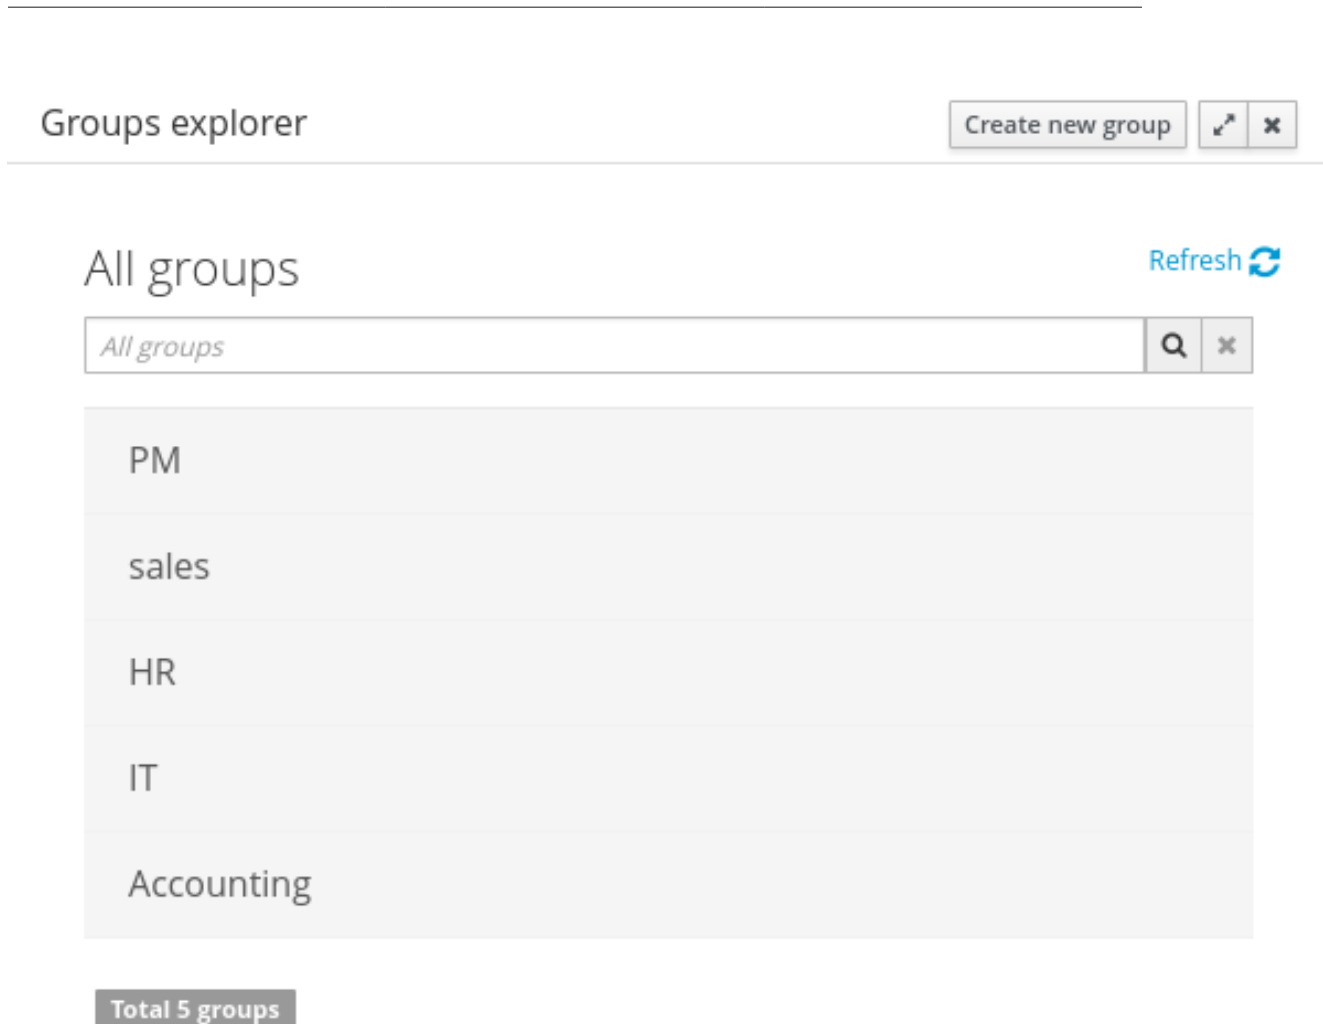 Groups explorer
Create new group
All groups
Refresh
All groups
PM
sales
HR
IT
Accounting
Total 5 groups